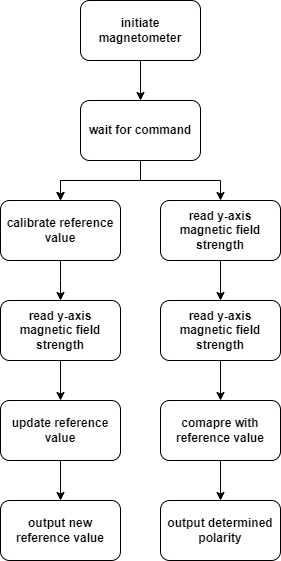 initiate
magnetometer
wait for command
calibrate reference
value
read y-axis
magnetic field
strength
read y-axis
magnetic field
strength
read y-axis
magnetic field
strength
update reference
value
comapre with
reference value
output new
reference value
output determined
polarity